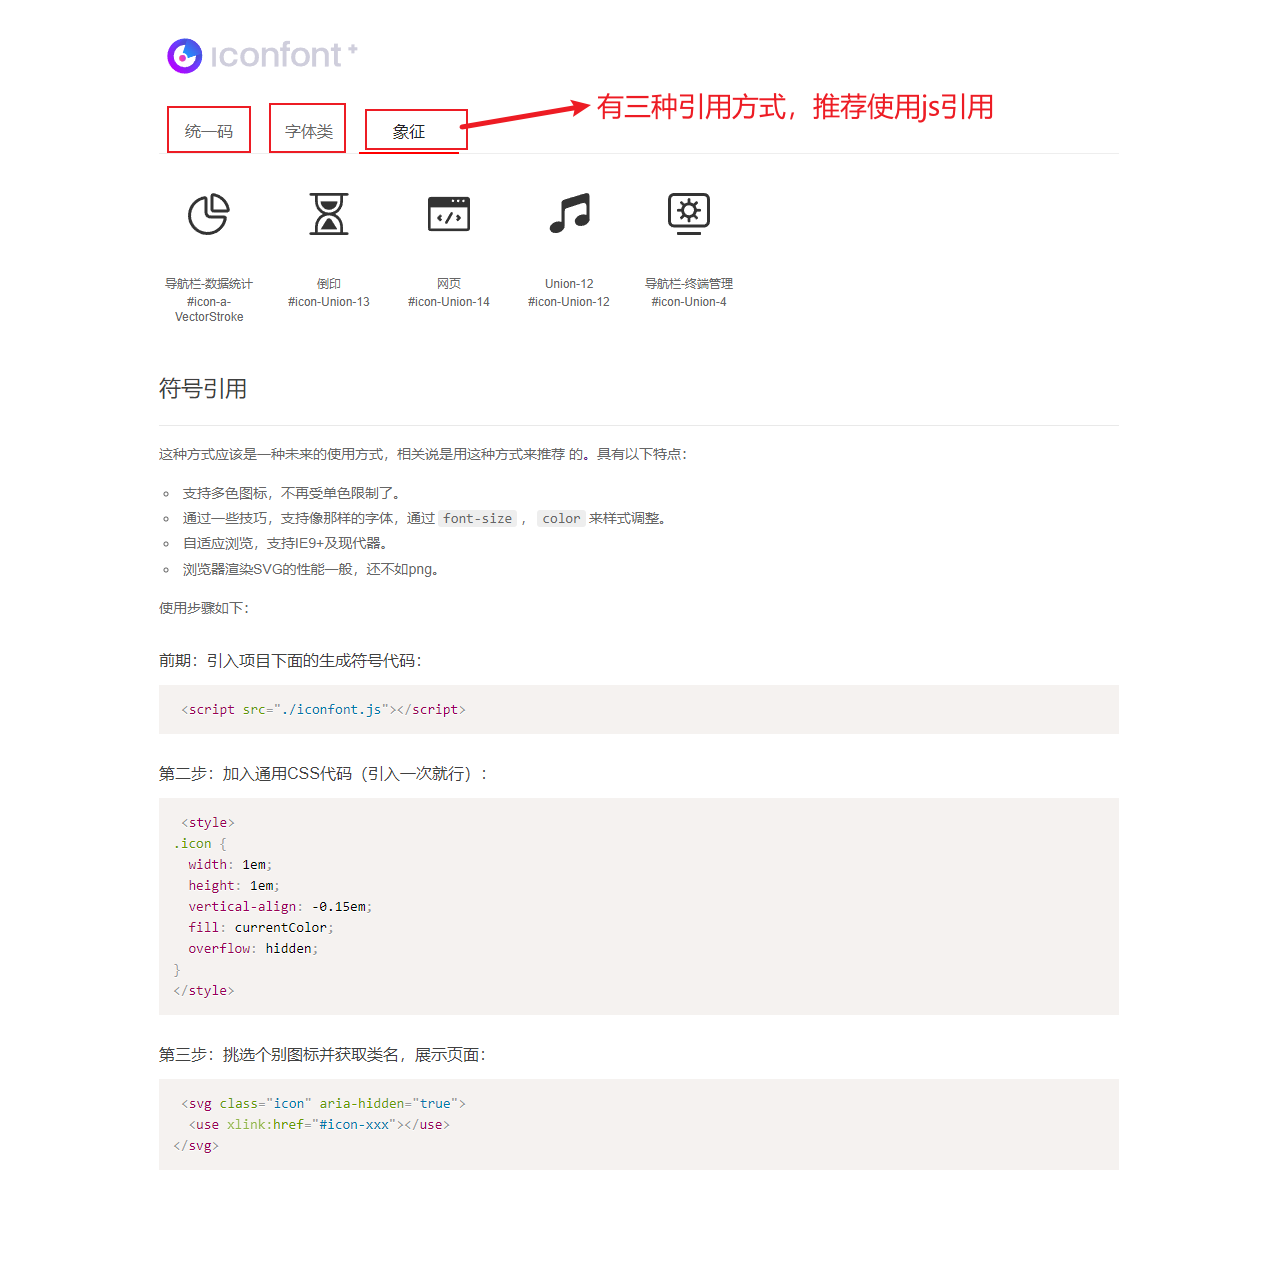 iconfont+
有三种引用方式，推荐使用js引用
统一码 字体类 象征
导航栏-数据统计 倒印 网页 Union-12 导航栏-终端管理
#icon-a-VectorStroke #icon-Union-13 #icon-Union-14 #icon-Union-12 #icon-Union-4
符号引用
这种方式应该是一种未来的使用方式，相关说是用这种方式来推荐 的。具有以下特点：
支持多色图标，不再受单色限制了。
通过一些技巧，支持像那样的字体，通过 font-size ， color 来样式调整。
自适应浏览，支持IE9+及现代器。
浏览器渲染SVG的性能一般，还不如png。
使用步骤如下：
前期：引入项目下面的生成符号代码：
<script src="./iconfont.js"></script>
第二步：加入通用CSS代码（引入一次就行）：
<style>
.icon {
width: 1em;
height: 1em;
vertical-align: -0.15em;
fill: currentColor;
overflow: hidden;
}
</style>
第三步：挑选个别图标并获取类名，展示页面：
<svg class="icon" aria-hidden="true">
<use xlink:href="#icon-xxx"></use>
</svg>